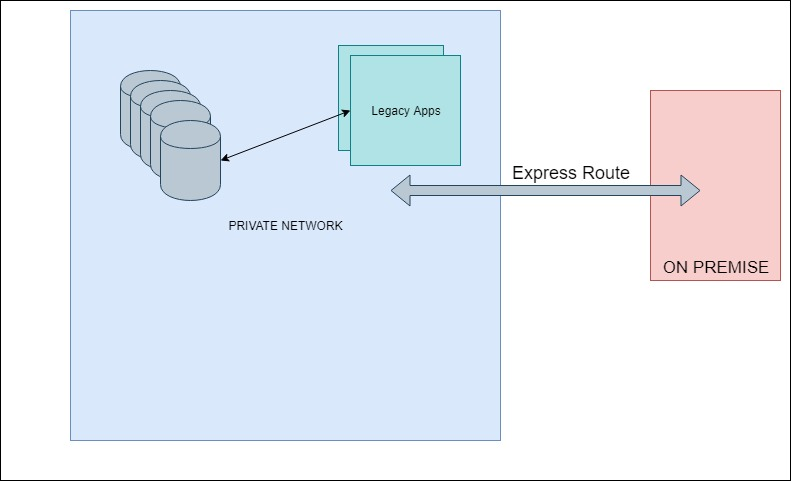 Legacy Apps
Express Route
PRIVATE NETWORK
ON PREMISE